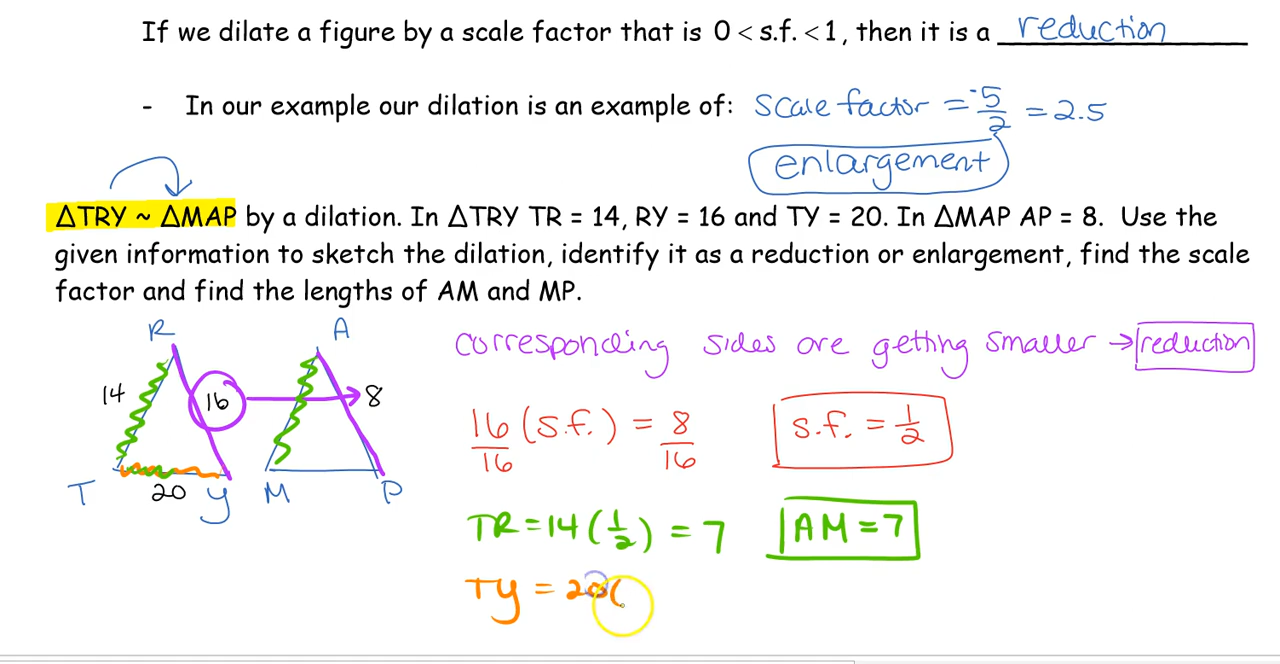 If we dilate a figure by a scale factor that is 0 < s.f. < 1, then it is a reduction
- In our example our dilation is an example of: scale factor = 5/2 = 2.5
enlargement
ΔTRY ~ ΔMAP by a dilation. In ΔTRY TR = 14, RY = 16 and TY = 20. In ΔMAP AP = 8. Use the
given information to sketch the dilation, identify it as a reduction or enlargement, find the scale
factor and find the lengths of AM and MP.
R A
corresponding sides are getting smaller → reduction
14 16 8
16/16 (s.f.) = 8/16 s.f. = 1/2
T 20 Y M P
TR = 14 (1/2) = 7 AM = 7
TY = 20(